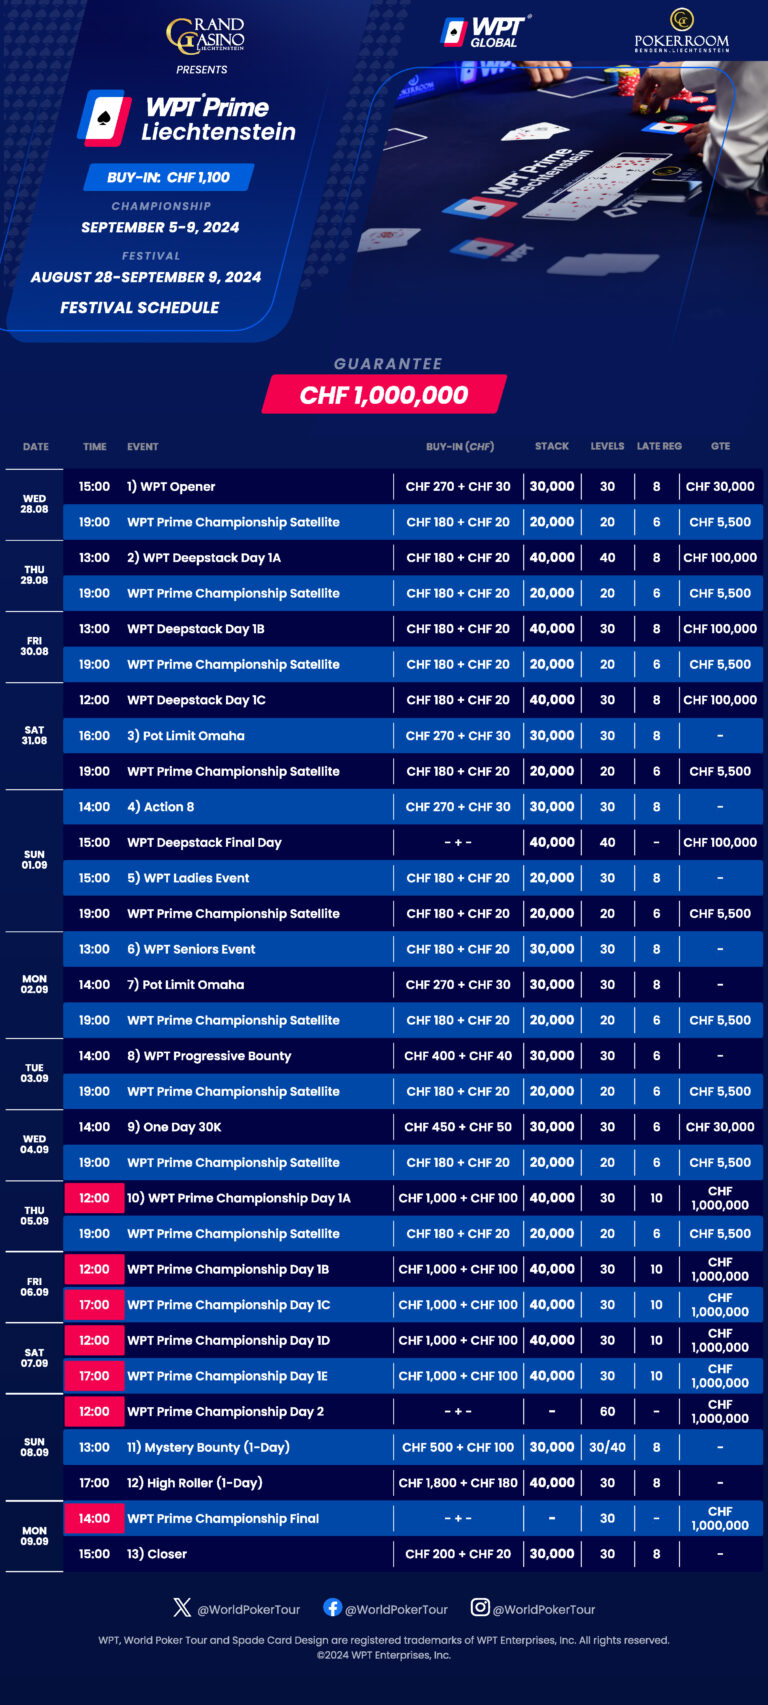 GRAND
CASINO
LIECHTENSTEIN
PRESENTS
WPT®
GLOBAL
CG
POKERROOM
BENDERN.LIECHTENSTEIN
WPT® Prime
Liechtenstein
BUY-IN: CHF 1,100
CHAMPIONSHIP
SEPTEMBER 5-9, 2024
FESTIVAL
AUGUST 28-SEPTEMBER 9, 2024
FESTIVAL SCHEDULE
WPT Prime
Liechtenstein
WPT
GUARANTEE
CHF 1,000,000
DATE TIME EVENT BUY-IN (CHF) STACK LEVELS LATE REG GTE
WED 28.08
15:00 1) WPT Opener CHF 270 + CHF 30 30,000 30 8 CHF 30,000
19:00 WPT Prime Championship Satellite CHF 180 + CHF 20 20,000 20 6 CHF 5,500
THU 29.08
13:00 2) WPT Deepstack Day 1A CHF 180 + CHF 20 40,000 40 8 CHF 100,000
19:00 WPT Prime Championship Satellite CHF 180 + CHF 20 20,000 20 6 CHF 5,500
FRI 30.08
13:00 WPT Deepstack Day 1B CHF 180 + CHF 20 40,000 30 8 CHF 100,000
19:00 WPT Prime Championship Satellite CHF 180 + CHF 20 20,000 20 6 CHF 5,500
SAT 31.08
12:00 WPT Deepstack Day 1C CHF 180 + CHF 20 40,000 30 8 CHF 100,000
16:00 3) Pot Limit Omaha CHF 270 + CHF 30 30,000 30 8 -
19:00 WPT Prime Championship Satellite CHF 180 + CHF 20 20,000 20 6 CHF 5,500
SUN 01.09
14:00 4) Action 8 CHF 270 + CHF 30 30,000 30 8 -
15:00 WPT Deepstack Final Day - + - 40,000 40 - CHF 100,000
15:00 5) WPT Ladies Event CHF 180 + CHF 20 20,000 30 8 -
19:00 WPT Prime Championship Satellite CHF 180 + CHF 20 20,000 20 6 CHF 5,500
MON 02.09
13:00 6) WPT Seniors Event CHF 180 + CHF 20 30,000 30 8 -
14:00 7) Pot Limit Omaha CHF 270 + CHF 30 30,000 30 8 -
19:00 WPT Prime Championship Satellite CHF 180 + CHF 20 20,000 20 6 CHF 5,500
TUE 03.09
14:00 8) WPT Progressive Bounty CHF 400 + CHF 40 30,000 30 6 -
19:00 WPT Prime Championship Satellite CHF 180 + CHF 20 20,000 20 6 CHF 5,500
WED 04.09
14:00 9) One Day 30K CHF 450 + CHF 50 30,000 30 6 CHF 30,000
19:00 WPT Prime Championship Satellite CHF 180 + CHF 20 20,000 20 6 CHF 5,500
THU 05.09
12:00 10) WPT Prime Championship Day 1A CHF 1,000 + CHF 100 40,000 30 10 CHF 1,000,000
19:00 WPT Prime Championship Satellite CHF 180 + CHF 20 20,000 20 6 CHF 5,500
FRI 06.09
12:00 WPT Prime Championship Day 1B CHF 1,000 + CHF 100 40,000 30 10 CHF 1,000,000
17:00 WPT Prime Championship Day 1C CHF 1,000 + CHF 100 40,000 30 10 CHF 1,000,000
SAT 07.09
12:00 WPT Prime Championship Day 1D CHF 1,000 + CHF 100 40,000 30 10 CHF 1,000,000
17:00 WPT Prime Championship Day 1E CHF 1,000 + CHF 100 40,000 30 10 CHF 1,000,000
SUN 08.09
12:00 WPT Prime Championship Day 2 - + - - 60 - CHF 1,000,000
13:00 11) Mystery Bounty (1-Day) CHF 500 + CHF 100 30,000 30/40 8 -
17:00 12) High Roller (1-Day) CHF 1,800 + CHF 180 40,000 30 8 -
MON 09.09
14:00 WPT Prime Championship Final - + - - 30 - CHF 1,000,000
15:00 13) Closer CHF 200 + CHF 20 30,000 30 8 -
@WorldPokerTour @WorldPokerTour @WorldPokerTour
WPT, World Poker Tour and Spade Card Design are registered trademarks of WPT Enterprises, Inc. All rights reserved.
©2024 WPT Enterprises, Inc.